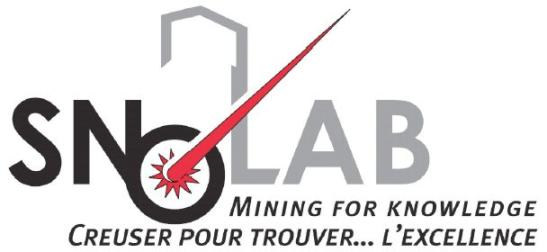 SNOLAB
MINING FOR KNOWLEDGE
CREUSER POUR TROUVER... L'EXCELLENCE